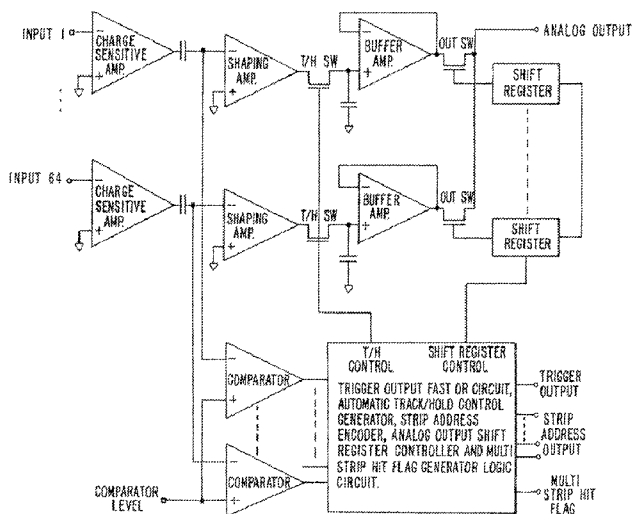 INPUT 1
CHARGE
SENSITIVE
AMP.
SHAPING
AMP.
T/H SW
BUFFER
AMP.
OUT SW
ANALOG OUTPUT
SHIFT
REGISTER
INPUT 64
CHARGE
SENSITIVE
AMP.
SHAPING
AMP.
T/H SW
BUFFER
AMP.
OUT SW
SHIFT
REGISTER
COMPARATOR
COMPARATOR
COMPARATOR
LEVEL
T/H
CONTROL
SHIFT REGISTER
CONTROL
TRIGGER OUTPUT FAST OR CIRCUIT,
AUTOMATIC TRACK/HOLD CONTROL
GENERATOR, STRIP ADDRESS
ENCODER, ANALOG OUTPUT SHIFT
REGISTER CONTROLLER AND MULTI
STRIP HIT FLAG GENERATOR LOGIC
CIRCUIT.
TRIGGER
OUTPUT
STRIP
ADDRESS
OUTPUT
MULTI
STRIP HIT
FLAG